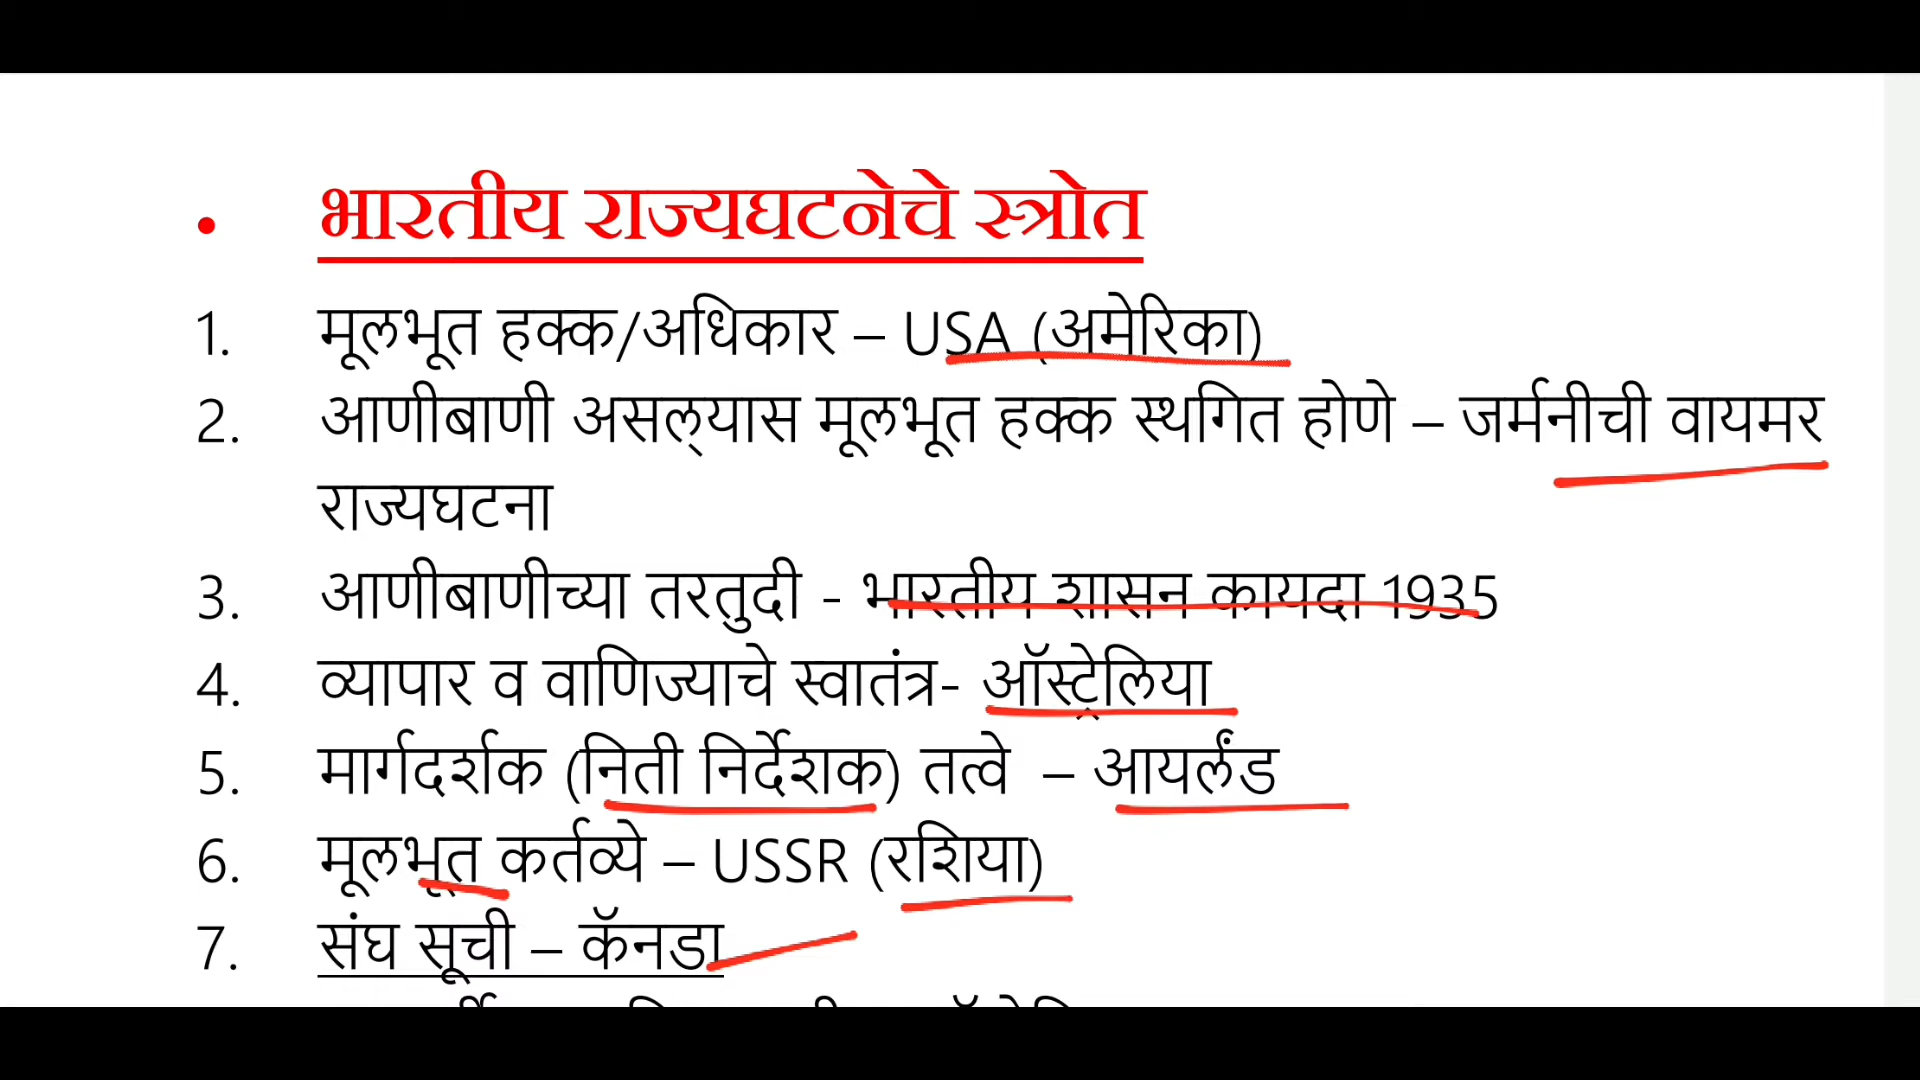 • भारतीय राज्यघटनेचे स्त्रोत
1. मूलभूत हक्क/अधिकार – USA (अमेरिका)
2. आणीबाणी असल्यास मूलभूत हक्क स्थगित होणे – जर्मनीची वायमर
राज्यघटना
3. आणीबाणीच्या तरतुदी - भारतीय शासन कायदा 1935
4. व्यापार व वाणिज्याचे स्वातंत्र- ऑस्ट्रेलिया
5. मार्गदर्शक (निती निर्देशक) तत्वे – आयर्लंड
6. मूलभूत कर्तव्ये – USSR (रशिया)
7. संघ सूची – कॅनडा